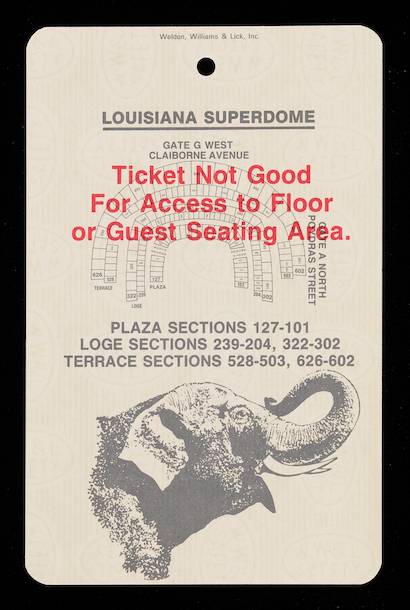 Weldon, Williams & Lick, Inc.
LOUISIANA SUPERDOME
GATE G WEST
CLAIBORNE AVENUE
Ticket Not Good
For Access to Floor
or Guest Seating Area.
GATE A NORTH
POYDRAS STREET
626
528
TERRACE
127
PLAZA
322
239
LOGE
204
302
503
602
PLAZA SECTIONS 127-101
LOGE SECTIONS 239-204, 322-302
TERRACE SECTIONS 528-503, 626-602